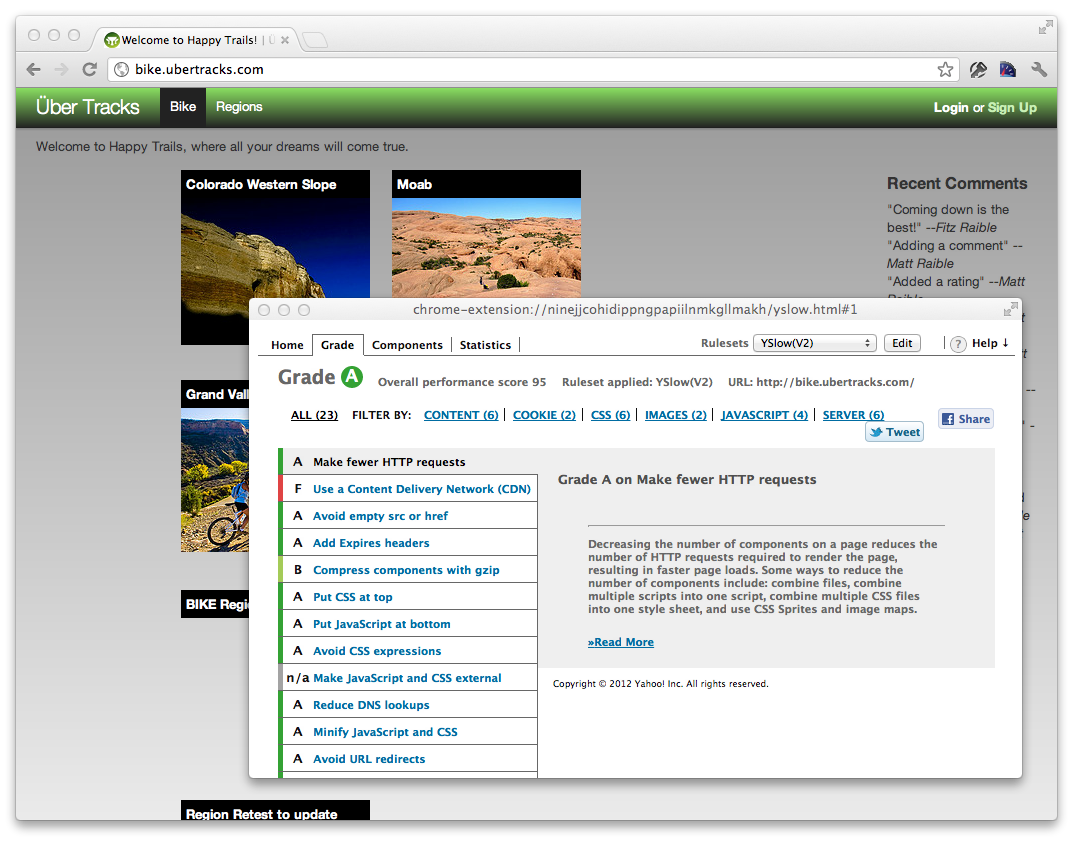 Welcome to Happy Trails! | Ü
bike.ubertracks.com
Über Tracks
Bike
Regions
Login or Sign Up
Welcome to Happy Trails, where all your dreams will come true.
Colorado Western Slope
Moab
Recent Comments
"Coming down is the
best!" --Fitz Raible
"Adding a comment" --
Matt Raible
"Added a rating" --Matt
Raible
Grand Vall
BIKE Regi
Region Retest to update
chrome-extension://ninejjcohidippngpapiilnmkgllmakh/yslow.html#1
Home
Grade
Components
Statistics
Rulesets
YSlow(V2)
Edit
? Help ↓
Grade A
Overall performance score 95
Ruleset applied: YSlow(V2)
URL: http://bike.ubertracks.com/
ALL (23) FILTER BY: CONTENT (6) | COOKIE (2) | CSS (6) | IMAGES (2) | JAVASCRIPT (4) | SERVER (6)
Share
Tweet
A Make fewer HTTP requests
F Use a Content Delivery Network (CDN)
A Avoid empty src or href
A Add Expires headers
B Compress components with gzip
A Put CSS at top
A Put JavaScript at bottom
A Avoid CSS expressions
n/a Make JavaScript and CSS external
A Reduce DNS lookups
A Minify JavaScript and CSS
A Avoid URL redirects
Grade A on Make fewer HTTP requests
Decreasing the number of components on a page reduces the
number of HTTP requests required to render the page,
resulting in faster page loads. Some ways to reduce the
number of components include: combine files, combine
multiple scripts into one script, combine multiple CSS files
into one style sheet, and use CSS Sprites and image maps.
»Read More
Copyright © 2012 Yahoo! Inc. All rights reserved.